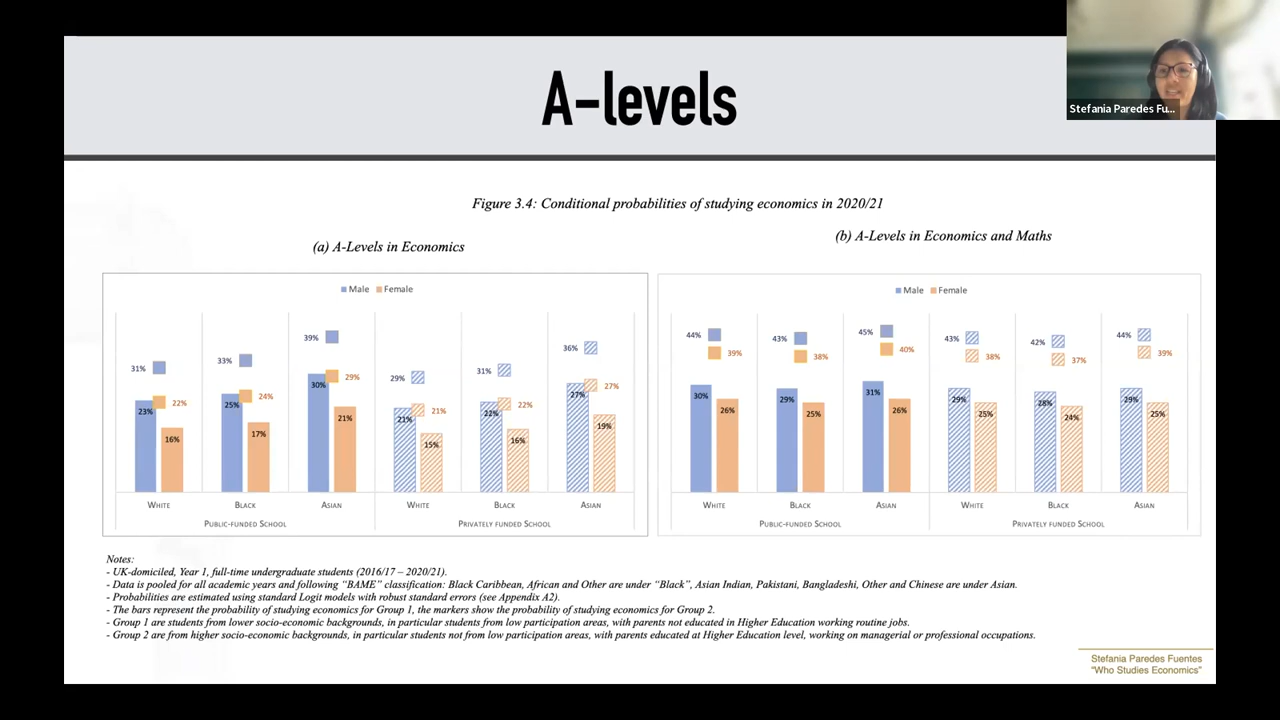 A-levels
Stefania Paredes Fu...
Figure 3.4: Conditional probabilities of studying economics in 2020/21
(a) A-Levels in Economics
Male Female
31% 22% 33% 24% 39% 29% 29% 21% 31% 22% 36% 27%
23% 16% 25% 17% 30% 21% 21% 15% 22% 16% 27% 19%
White Black Asian White Black Asian
Public-funded School Privately funded School
(b) A-Levels in Economics and Maths
Male Female
44% 39% 43% 38% 45% 40% 43% 38% 42% 37% 44% 39%
30% 26% 29% 25% 31% 26% 29% 25% 28% 24% 29% 25%
White Black Asian White Black Asian
Public-funded School Privately funded School
Notes:
- UK-domiciled, Year 1, full-time undergraduate students (2016/17 – 2020/21).
- Data is pooled for all academic years and following “BAME” classification: Black Caribbean, African and Other are under “Black”, Asian Indian, Pakistani, Bangladeshi, Other and Chinese are under Asian.
- Probabilities are estimated using standard Logit models with robust standard errors (see Appendix A2).
- The bars represent the probability of studying economics for Group 1, the markers show the probability of studying economics for Group 2.
- Group 1 are students from lower socio-economic backgrounds, in particular students from low participation areas, with parents not educated in Higher Education working routine jobs.
- Group 2 are from higher socio-economic backgrounds, in particular students not from low participation areas, with parents educated at Higher Education level, working on managerial or professional occupations.
Stefania Paredes Fuentes
"Who Studies Economics"